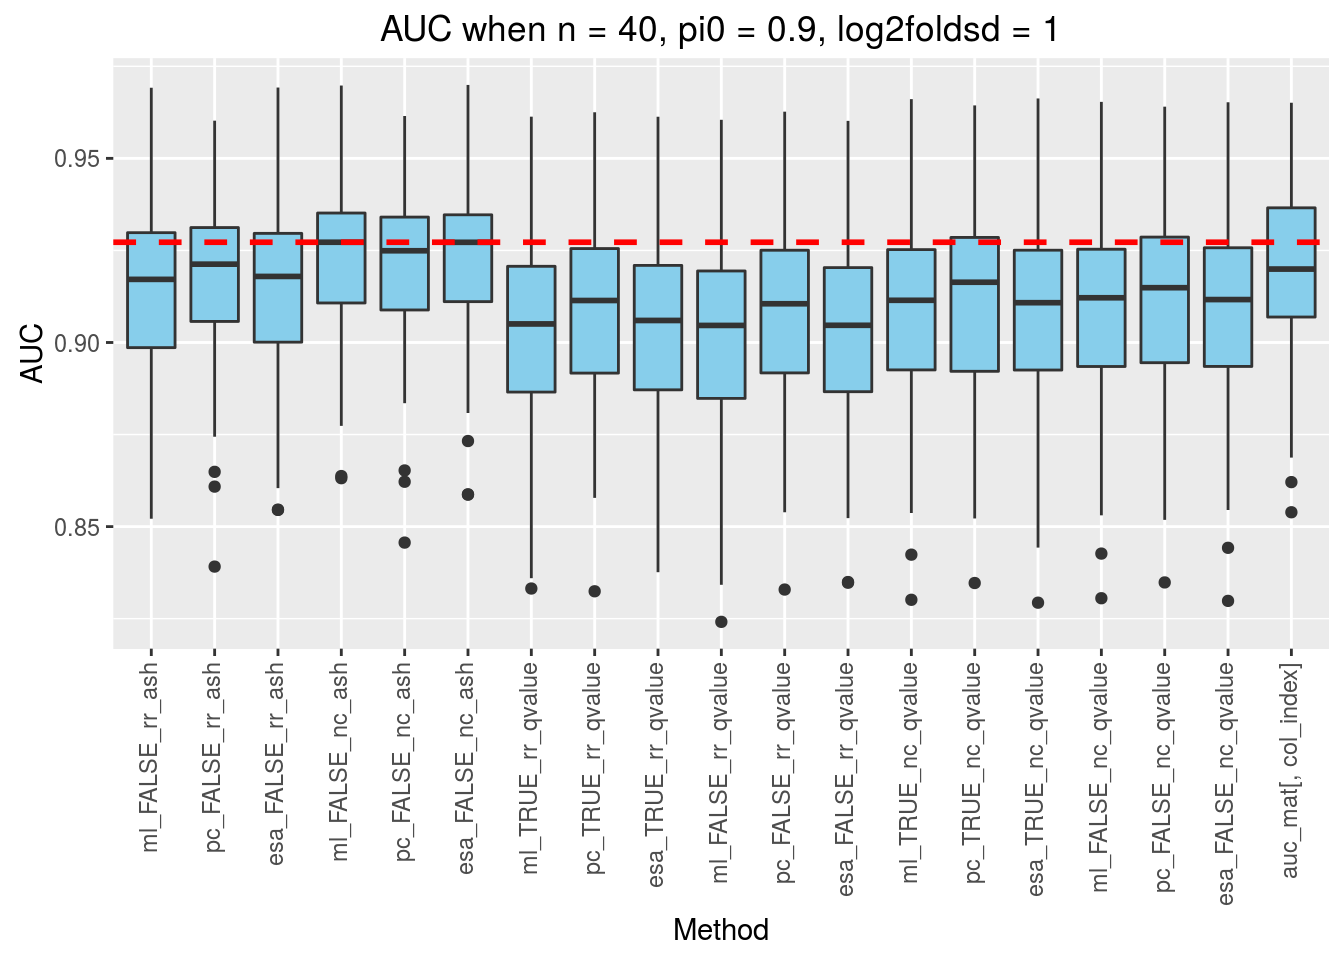 AUC when n = 40, pi0 = 0.9, log2foldsd = 1
AUC
0.95
0.90
0.85
ml_FALSE_rr_ash
pc_FALSE_rr_ash
esa_FALSE_rr_ash
ml_FALSE_nc_ash
pc_FALSE_nc_ash
esa_FALSE_nc_ash
ml_TRUE_rr_qvalue
pc_TRUE_rr_qvalue
esa_TRUE_rr_qvalue
ml_FALSE_rr_qvalue
pc_FALSE_rr_qvalue
esa_FALSE_rr_qvalue
ml_TRUE_nc_qvalue
pc_TRUE_nc_qvalue
esa_TRUE_nc_qvalue
ml_FALSE_nc_qvalue
pc_FALSE_nc_qvalue
esa_FALSE_nc_qvalue
auc_mat[, col_index]
Method